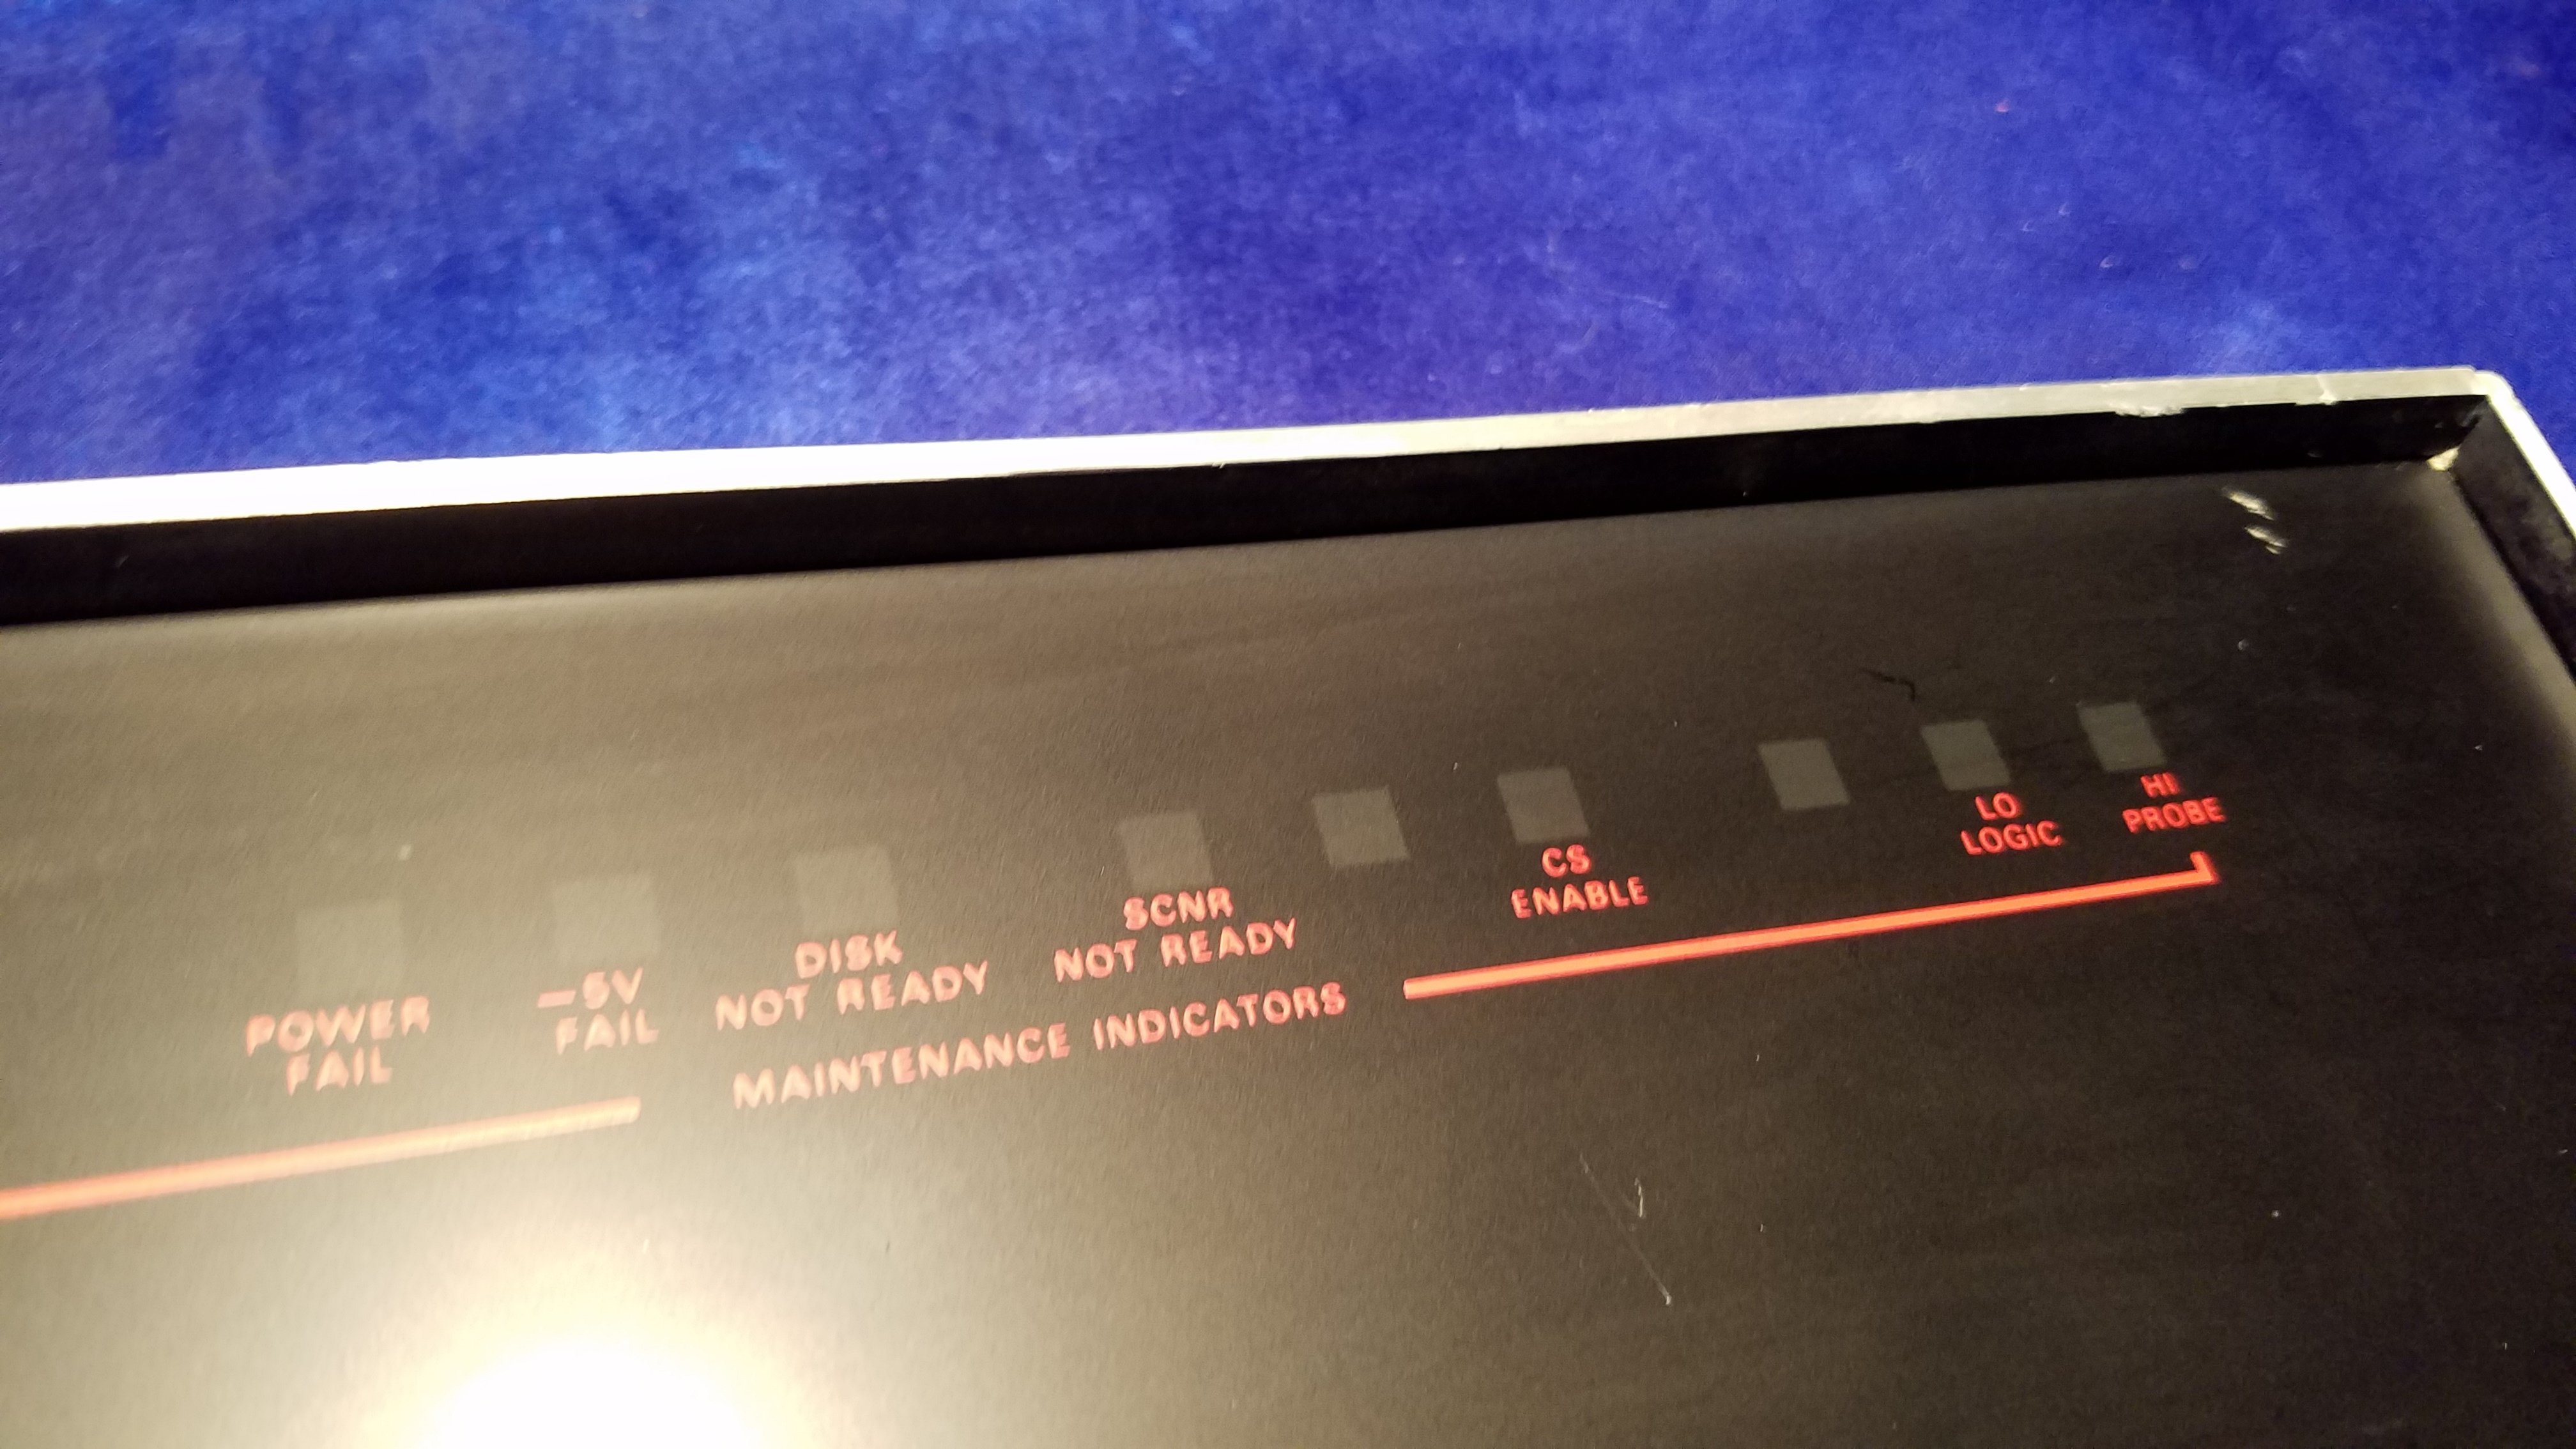 POWER
FAIL
-5V
FAIL
DISK
NOT READY
SCNR
NOT READY
CS
ENABLE
LO
LOGIC
HI
PROBE
MAINTENANCE INDICATORS